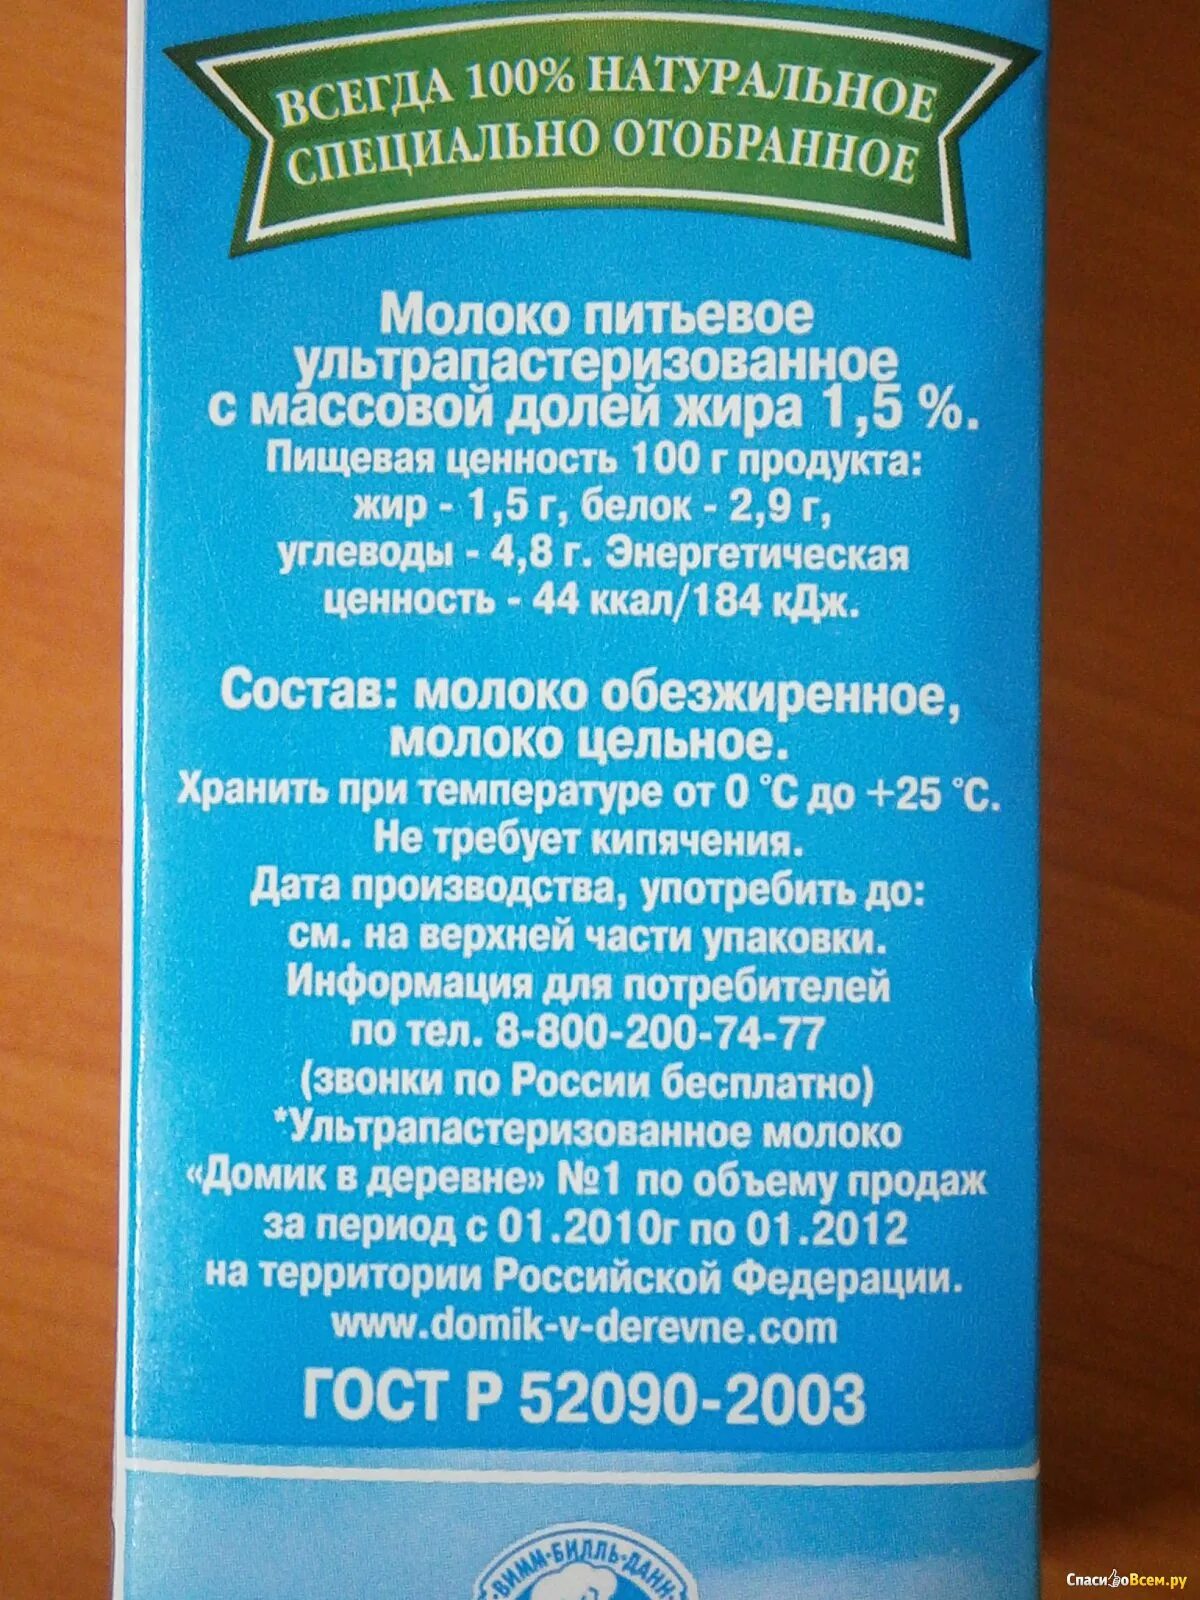 ВСЕГДА 100% НАТУРАЛЬНОЕ
СПЕЦИАЛЬНО ОТОБРАННОЕ
Молоко питьевое
ультрапастеризованное
с массовой долей жира 1,5 %.
Пищевая ценность 100 г продукта:
жир - 1,5 г, белок - 2,9 г,
углеводы - 4,8 г. Энергетическая
ценность - 44 ккал/184 кДж.
Состав: молоко обезжиренное,
молоко цельное.
Хранить при температуре от 0 °С до +25 °С.
Не требует кипячения.
Дата производства, употребить до:
см. на верхней части упаковки.
Информация для потребителей
по тел. 8-800-200-74-77
(звонки по России бесплатно)
*Ультрапастеризованное молоко
«Домик в деревне» №1 по объему продаж
за период с 01.2010г по 01.2012
на территории Российской Федерации.
www.domik-v-derevne.com
ГОСТ Р 52090-2003
ВИММ-БИЛЛЬ-ДАНН
СпасибоВсем.ру